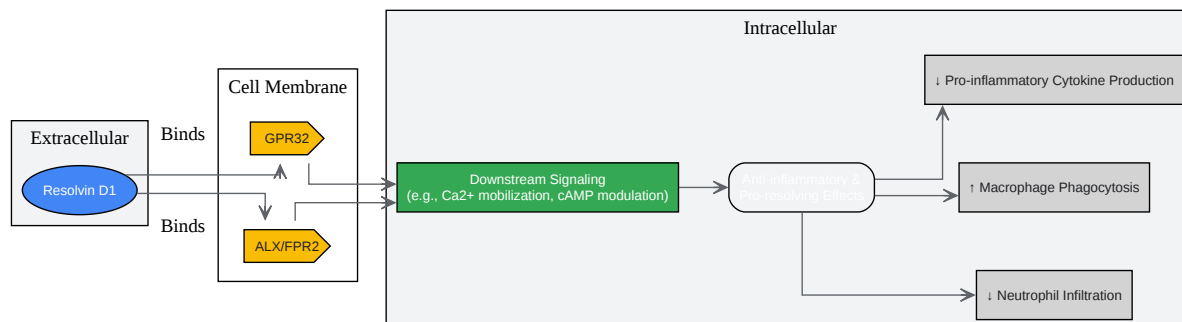 Intracellular
↓ Pro-inflammatory Cytokine Production
Cell Membrane
Extracellular
Binds
GPR32
Resolvin D1
Downstream Signaling
(e.g., Ca2+ mobilization, cAMP modulation)
Anti-inflammatory &
Pro-resolving Effects
↑ Macrophage Phagocytosis
Binds
ALX/FPR2
↓ Neutrophil Infiltration